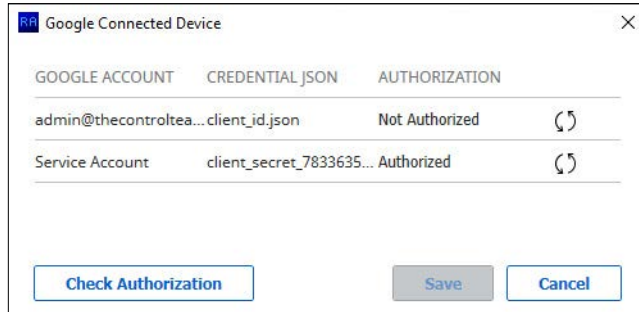 RA Google Connected Device
GOOGLE ACCOUNT CREDENTIAL JSON AUTHORIZATION
admin@thecontroltea... client_id.json Not Authorized
Service Account client_secret_7833635... Authorized
Check Authorization Save Cancel